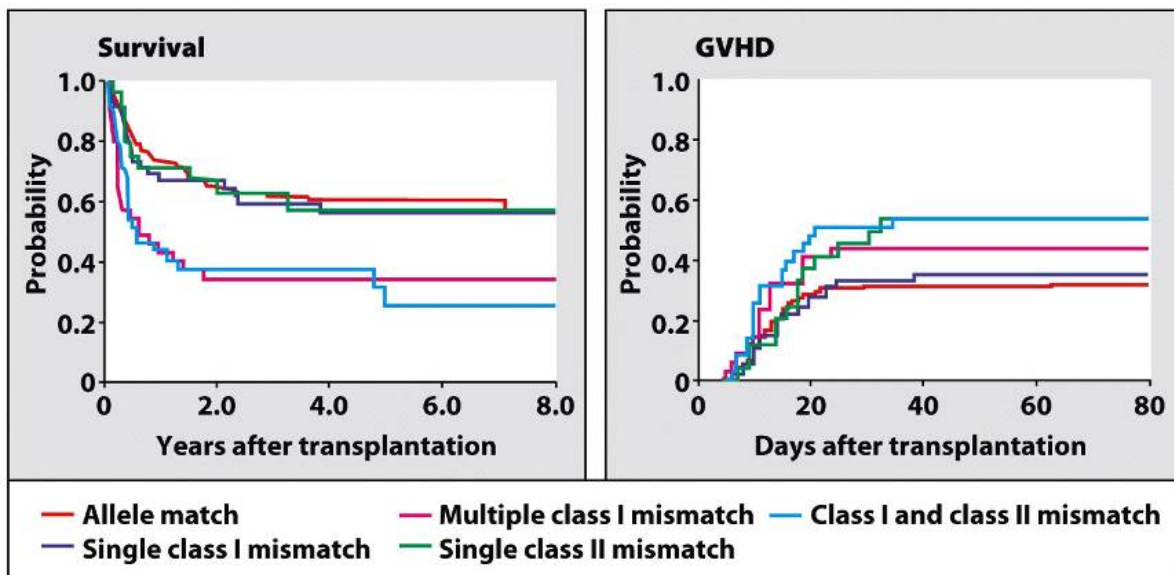 Survival
Probability
1.0
0.8
0.6
0.4
0.2
0
0 2.0 4.0 6.0 8.0
Years after transplantation
GVHD
Probability
1.0
0.8
0.6
0.4
0.2
0
0 20 40 60 80
Days after transplantation
Allele match
Multiple class I mismatch
Class I and class II mismatch
Single class I mismatch
Single class II mismatch